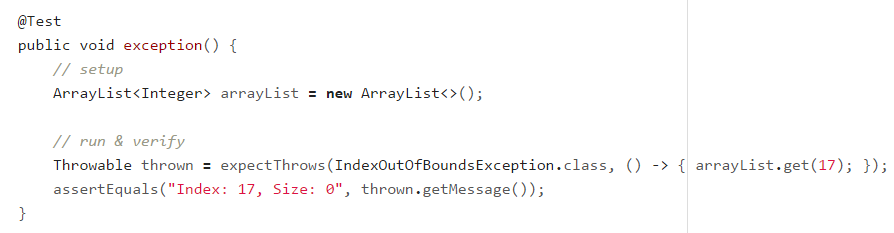 @Test
public void exception() {
// setup
ArrayList<Integer> arrayList = new ArrayList<>();
// run & verify
Throwable thrown = expectThrows(IndexOutOfBoundsException.class, () -> { arrayList.get(17); });
assertEquals("Index: 17, Size: 0", thrown.getMessage());
}